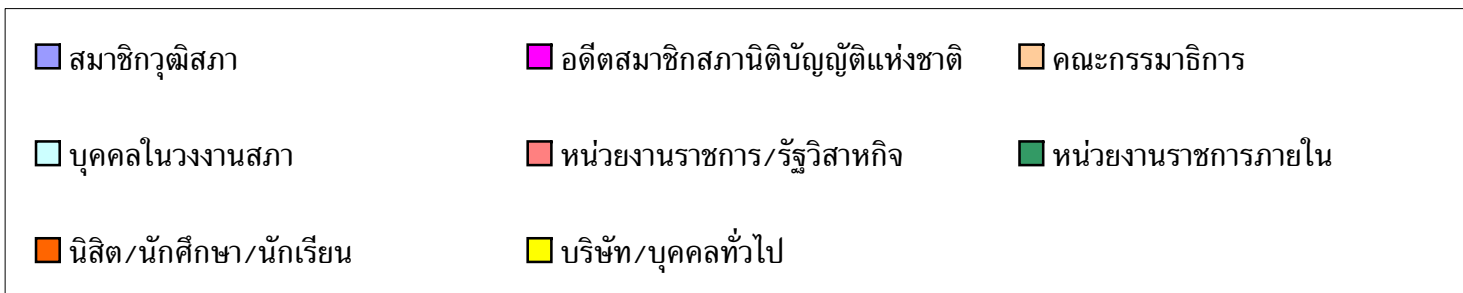 สมาชิกวุฒิสภา อดีตสมาชิกสภานิติบัญญัติแห่งชาติ คณะกรรมาธิการ
บุคคลในวงงานสภา หน่วยงานราชการ/รัฐวิสาหกิจ หน่วยงานราชการภายใน
นิสิต/นักศึกษา/นักเรียน บริษัท/บุคคลทั่วไป